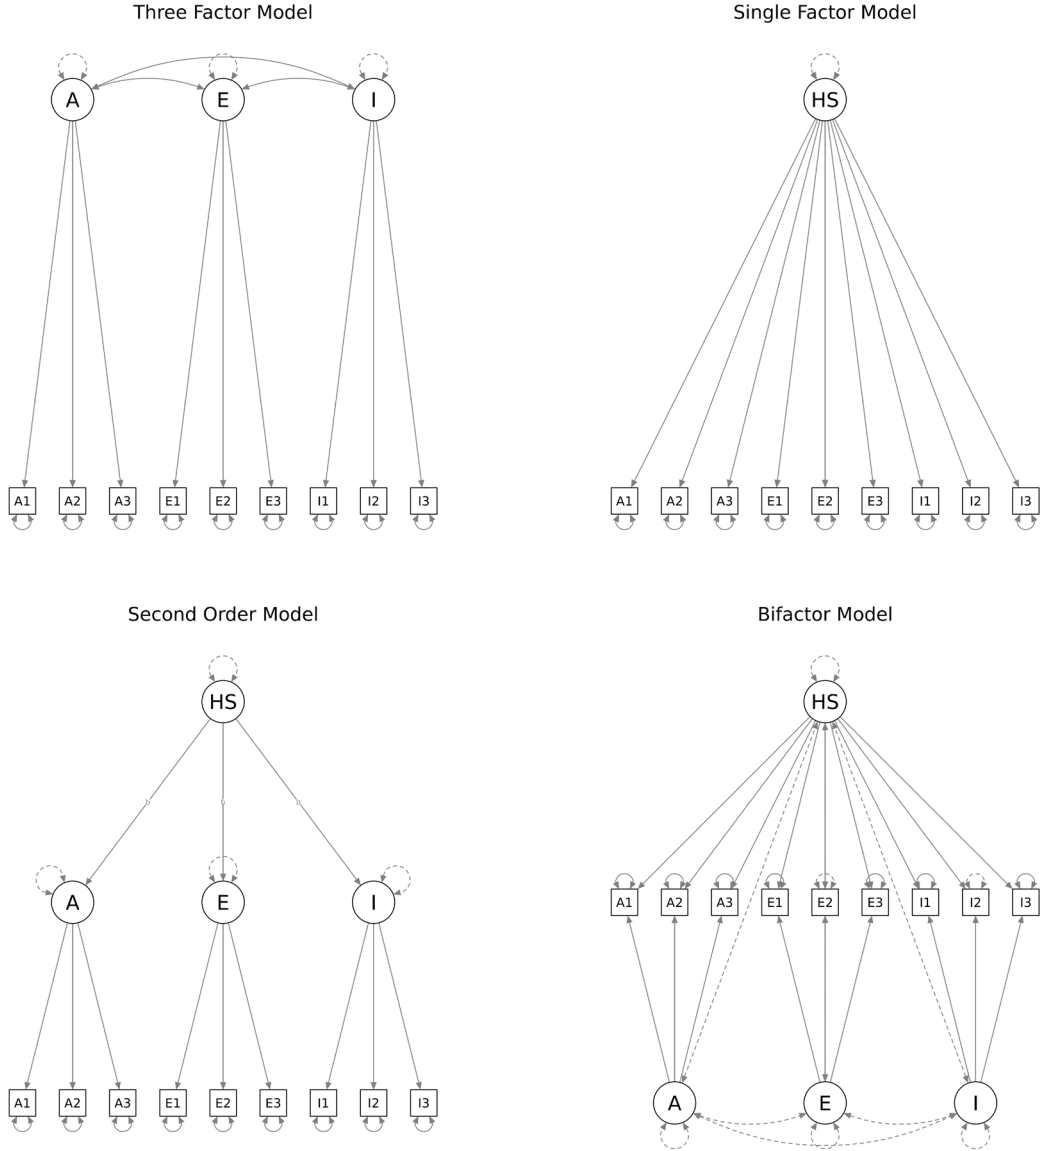 Three Factor Model
A E I
A1 A2 A3 E1 E2 E3 I1 I2 I3
Single Factor Model
HS
A1 A2 A3 E1 E2 E3 I1 I2 I3
Second Order Model
HS
b b b
A E I
A1 A2 A3 E1 E2 E3 I1 I2 I3
Bifactor Model
HS
A1 A2 A3 E1 E2 E3 I1 I2 I3
A E I